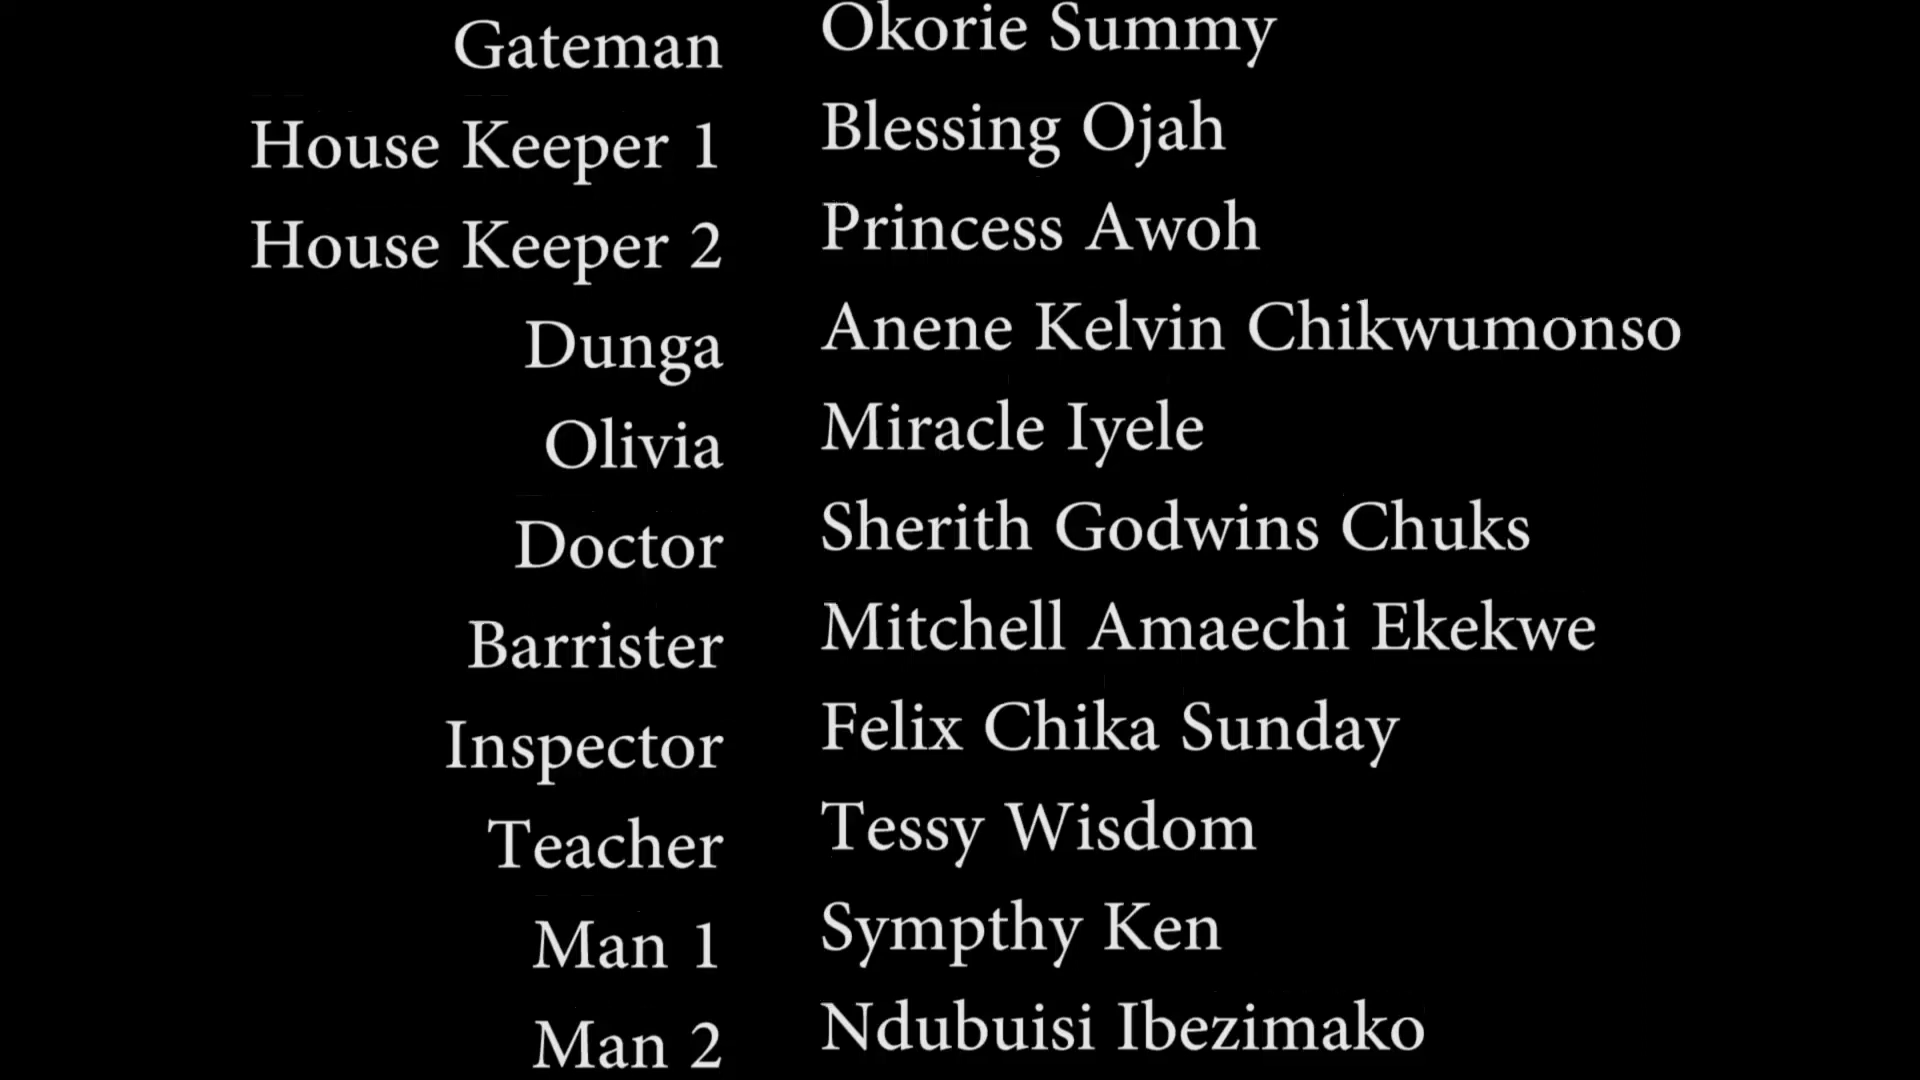 Gateman Okorie Summy
House Keeper 1 Blessing Ojah
House Keeper 2 Princess Awoh
Dunga Anene Kelvin Chikwumonso
Olivia Miracle Iyele
Doctor Sherith Godwins Chuks
Barrister Mitchell Amaechi Ekekwe
Inspector Felix Chika Sunday
Teacher Tessy Wisdom
Man 1 Sympthy Ken
Man 2 Ndubuisi Ibezimako